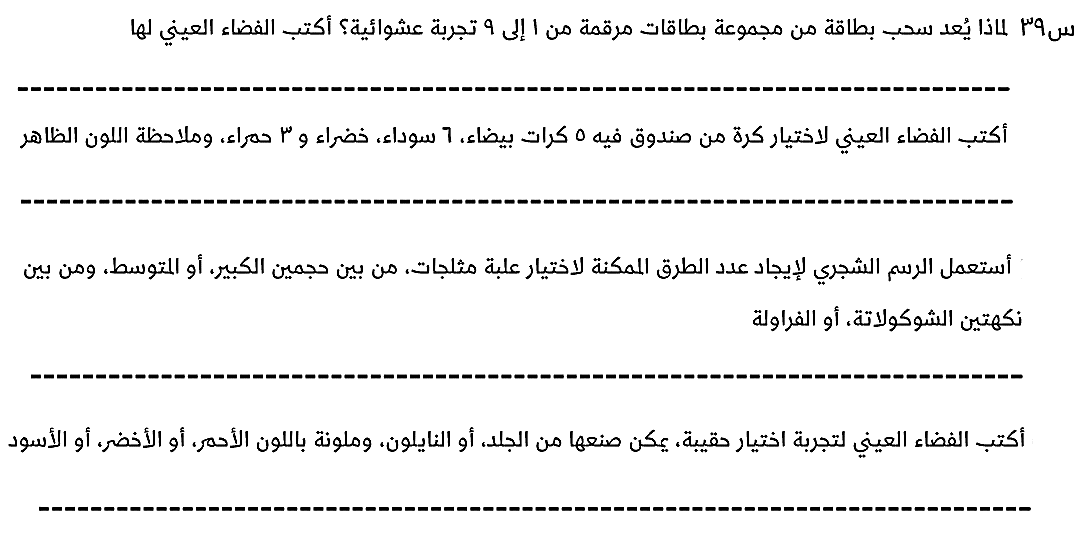 س٣٩ لماذا يُعد سحب بطاقة من مجموعة بطاقات مرقمة من ١ إلى ٩ تجربة عشوائية؟ أكتب الفضاء العيني لها
أكتب الفضاء العيني لاختيار كرة من صندوق فيه ٥ كرات بيضاء، ٦ سوداء، خضراء و ٣ حمراء، وملاحظة اللون الظاهر
أستعمل الرسم الشجري لإيجاد عدد الطرق الممكنة لاختيار علبة مثلجات، من بين حجمين الكبير، أو المتوسط، ومن بين
نكهتين الشوكولاتة، أو الفراولة
أكتب الفضاء العيني لتجربة اختيار حقيبة، يمكن صنعها من الجلد، أو النايلون، وملونة باللون الأحمر، أو الأخضر، أو الأسود